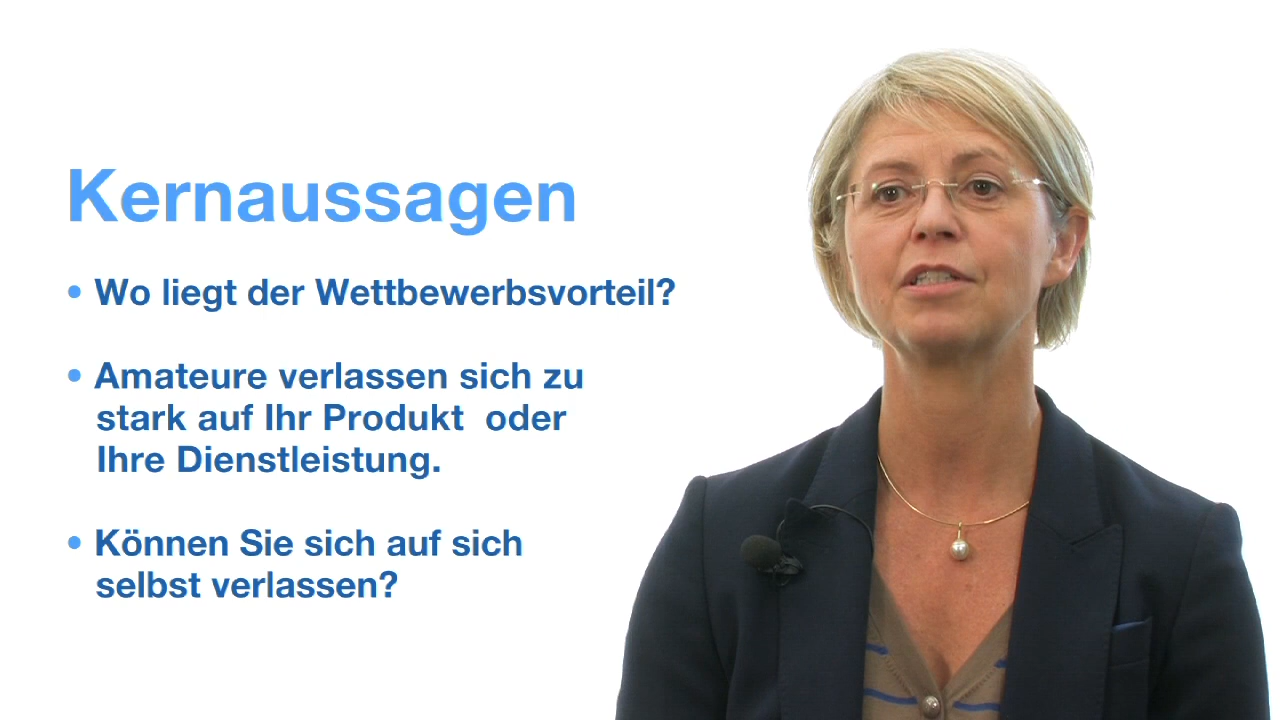 Kernaussagen
• Wo liegt der Wettbewerbsvorteil?
• Amateure verlassen sich zu
stark auf Ihr Produkt  oder
Ihre Dienstleistung.
• Können Sie sich auf sich
selbst verlassen?